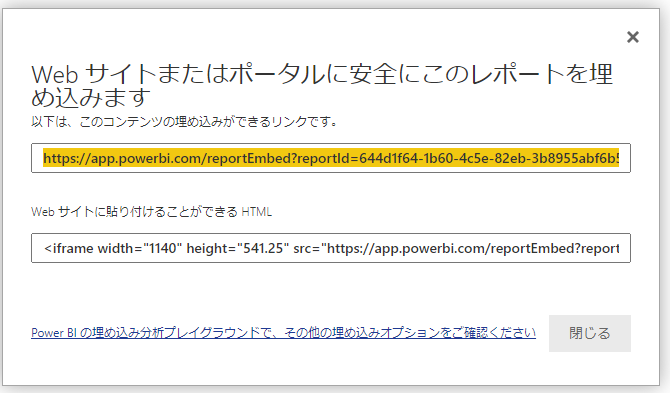 Web サイトまたはポータルに安全にこのレポートを埋
め込みます
以下は、このコンテンツの埋め込みができるリンクです。
https://app.powerbi.com/reportEmbed?reportId=644d1f64-1b60-4c5e-82eb-3b8955abf6b5
Web サイトに貼り付けることができる HTML
<iframe width="1140" height="541.25" src="https://app.powerbi.com/reportEmbed?report
Power BI の埋め込み分析プレイグラウンドで、その他の埋め込みオプションをご確認ください
閉じる